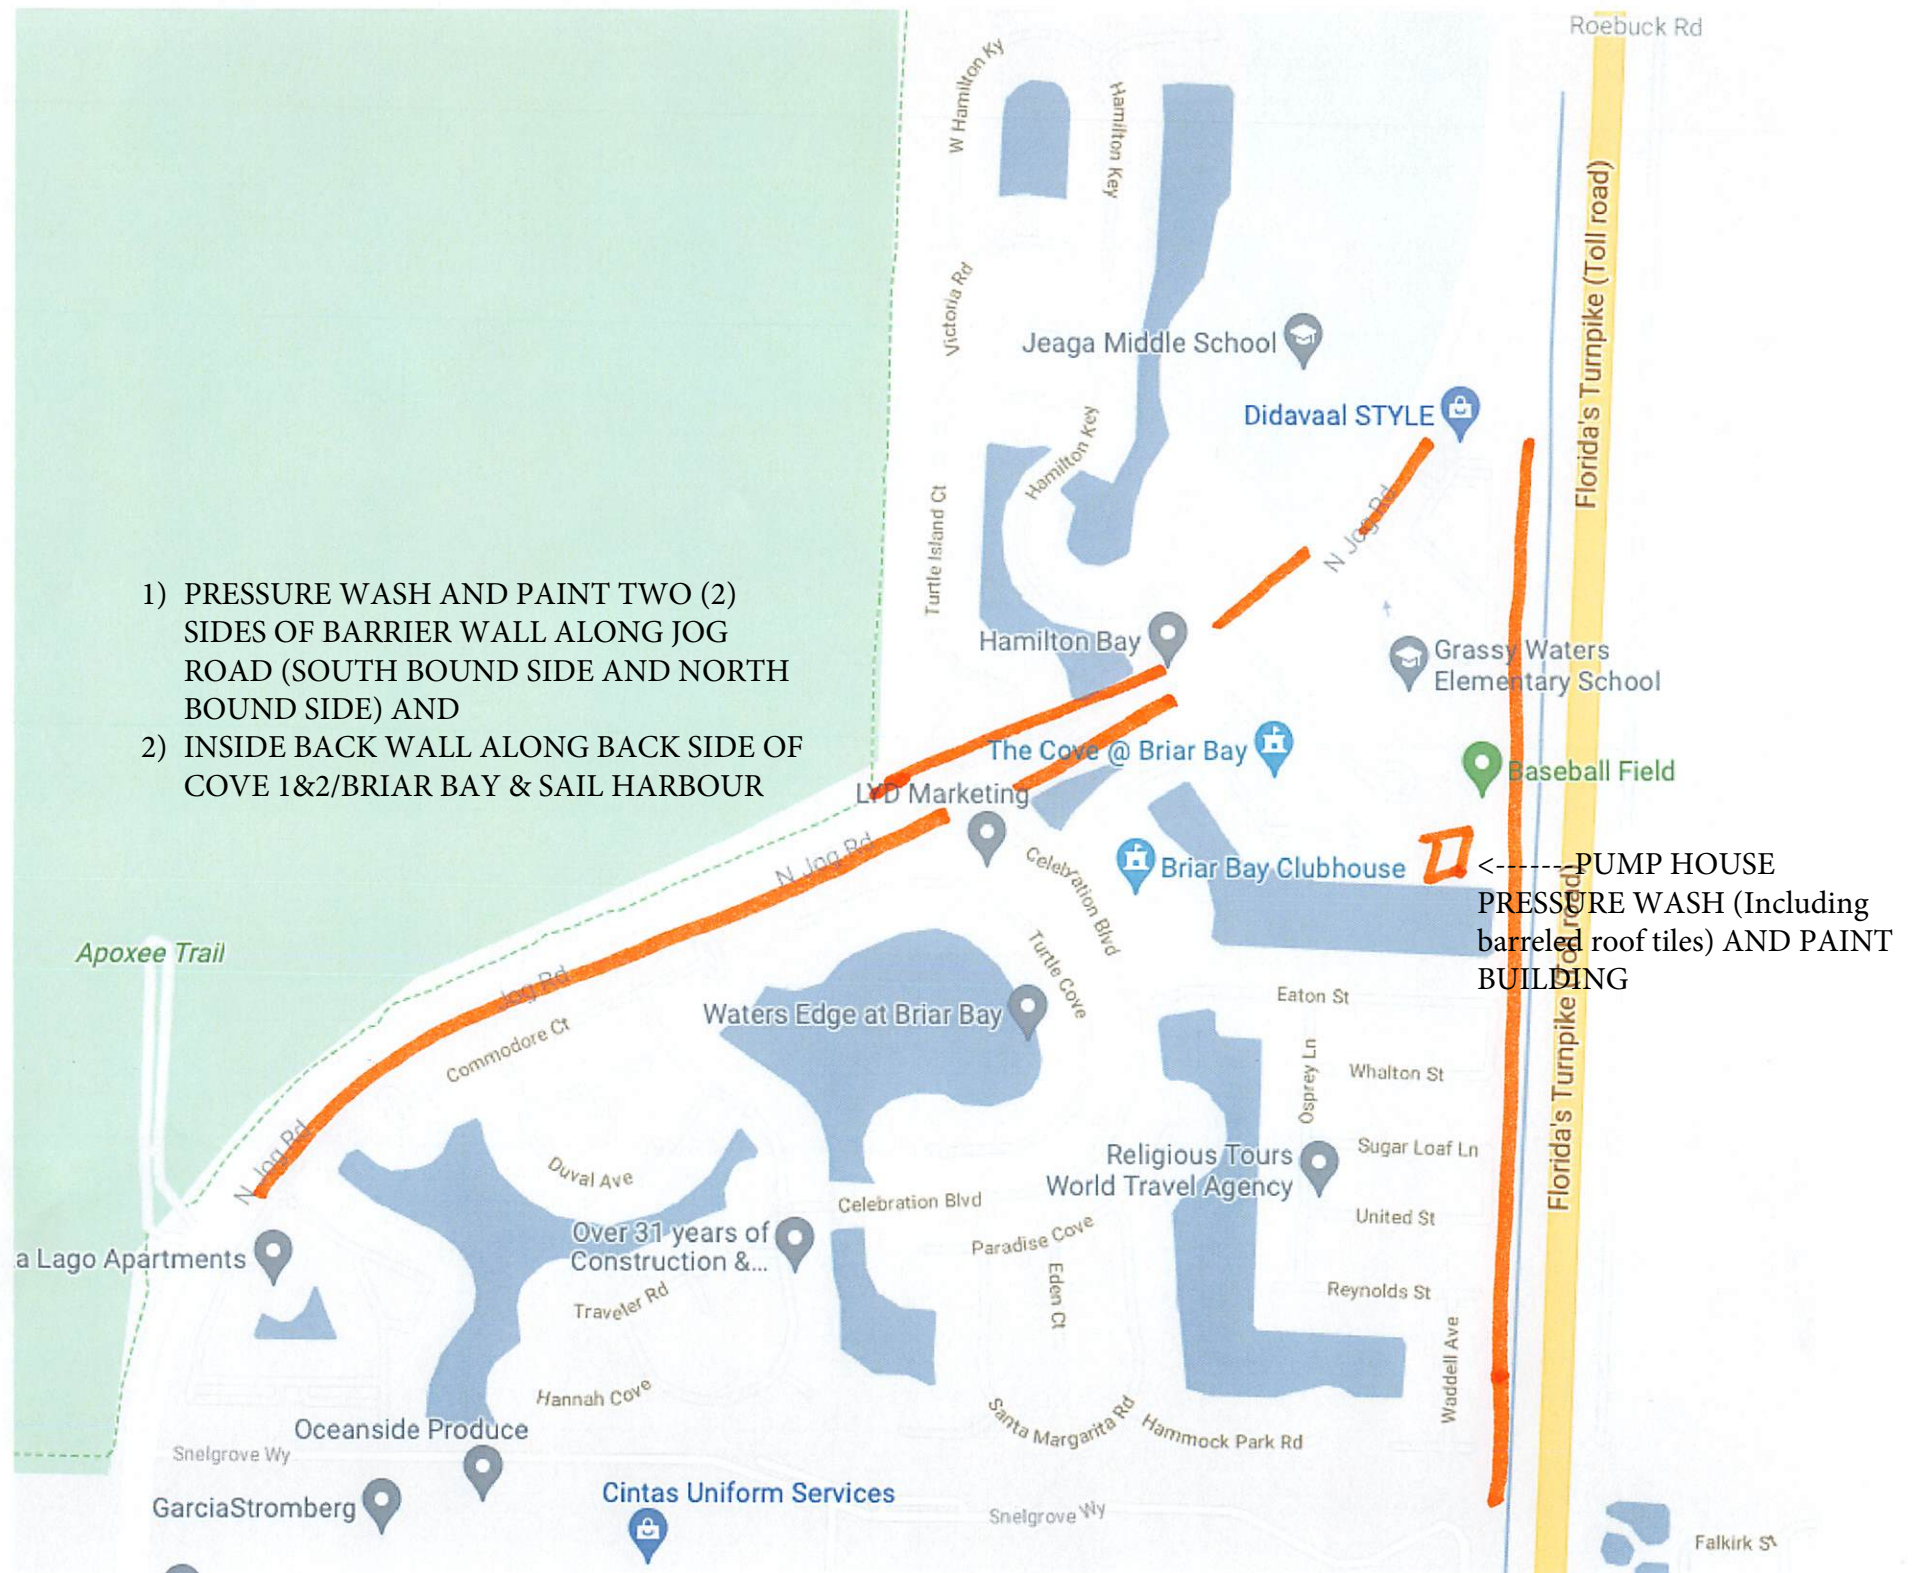 Roebuck Rd
W Hamilton Ky
Hamilton Key
Florida's Turnpike (Toll road)
Victoria Rd
Jeaga Middle School
Didavaal STYLE
Hamilton Key
Turtle Island Ct
N Jog Rd
1) PRESSURE WASH AND PAINT TWO (2)
SIDES OF BARRIER WALL ALONG JOG
ROAD (SOUTH BOUND SIDE AND NORTH
BOUND SIDE) AND
2) INSIDE BACK WALL ALONG BACK SIDE OF
COVE 1&2/BRIAR BAY & SAIL HARBOUR
Hamilton Bay
Grassy Waters
Elementary School
The Cove @ Briar Bay
Baseball Field
LYD Marketing
N Jog Rd
Celebration Blvd
Briar Bay Clubhouse
<-------PUMP HOUSE
PRESSURE WASH (Including
barreled roof tiles) AND PAINT
BUILDING
Florida's Turnpike (Toll road)
Apoxee Trail
Jog Rd
Turtle Cove
Waters Edge at Briar Bay
Eaton St
Commodore Ct
Osprey Ln
Whalton St
N Jog Rd
Duval Ave
Religious Tours
World Travel Agency
Sugar Loaf Ln
Celebration Blvd
United St
Over 31 years of
Construction &...
Paradise Cove
a Lago Apartments
Eden Ct
Traveler Rd
Reynolds St
Waddell Ave
Hannah Cove
Oceanside Produce
Santa Margarita Rd
Hammock Park Rd
Snelgrove Wy
GarciaStromberg
Cintas Uniform Services
Snelgrove Wy
Falkirk St